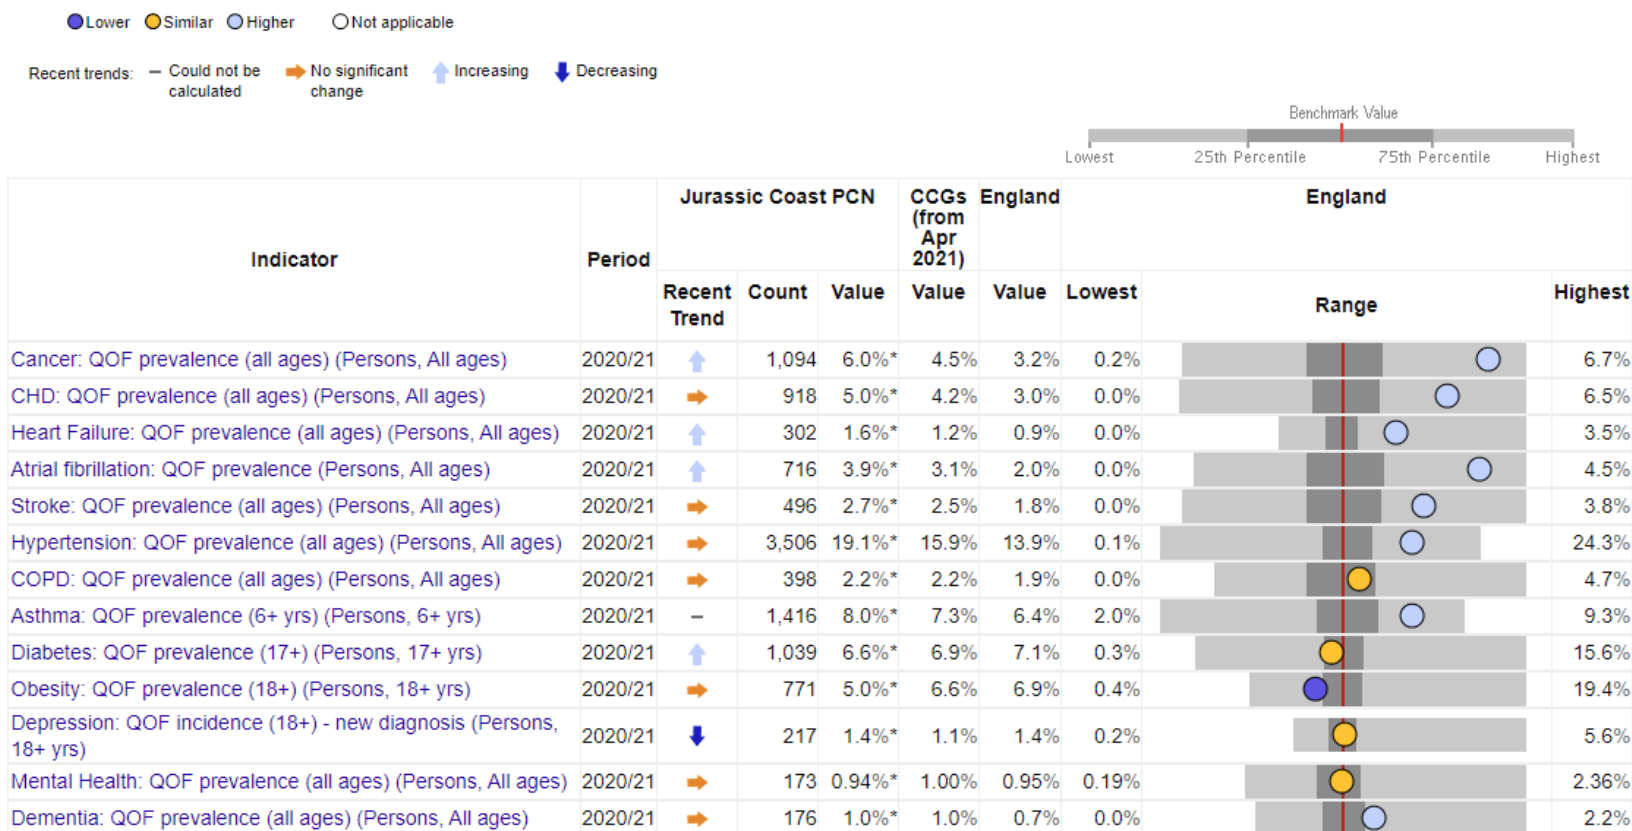 Lower Similar Higher Not applicable
Recent trends: – Could not be calculated No significant change Increasing Decreasing
Benchmark Value
Lowest 25th Percentile 75th Percentile Highest
Indicator Period Jurassic Coast PCN CCGs (from Apr 2021) England England
Recent Trend Count Value Value Value Lowest Range Highest
Cancer: QOF prevalence (all ages) (Persons, All ages) 2020/21 1,094 6.0%* 4.5% 3.2% 0.2% 6.7%
CHD: QOF prevalence (all ages) (Persons, All ages) 2020/21 918 5.0%* 4.2% 3.0% 0.0% 6.5%
Heart Failure: QOF prevalence (all ages) (Persons, All ages) 2020/21 302 1.6%* 1.2% 0.9% 0.0% 3.5%
Atrial fibrillation: QOF prevalence (Persons, All ages) 2020/21 716 3.9%* 3.1% 2.0% 0.0% 4.5%
Stroke: QOF prevalence (all ages) (Persons, All ages) 2020/21 496 2.7%* 2.5% 1.8% 0.0% 3.8%
Hypertension: QOF prevalence (all ages) (Persons, All ages) 2020/21 3,506 19.1%* 15.9% 13.9% 0.1% 24.3%
COPD: QOF prevalence (all ages) (Persons, All ages) 2020/21 398 2.2%* 2.2% 1.9% 0.0% 4.7%
Asthma: QOF prevalence (6+ yrs) (Persons, 6+ yrs) 2020/21 – 1,416 8.0%* 7.3% 6.4% 2.0% 9.3%
Diabetes: QOF prevalence (17+) (Persons, 17+ yrs) 2020/21 1,039 6.6%* 6.9% 7.1% 0.3% 15.6%
Obesity: QOF prevalence (18+) (Persons, 18+ yrs) 2020/21 771 5.0%* 6.6% 6.9% 0.4% 19.4%
Depression: QOF incidence (18+) - new diagnosis (Persons,
18+ yrs) 2020/21 217 1.4%* 1.1% 1.4% 0.2% 5.6%
Mental Health: QOF prevalence (all ages) (Persons, All ages) 2020/21 173 0.94%* 1.00% 0.95% 0.19% 2.36%
Dementia: QOF prevalence (all ages) (Persons, All ages) 2020/21 176 1.0%* 1.0% 0.7% 0.0% 2.2%